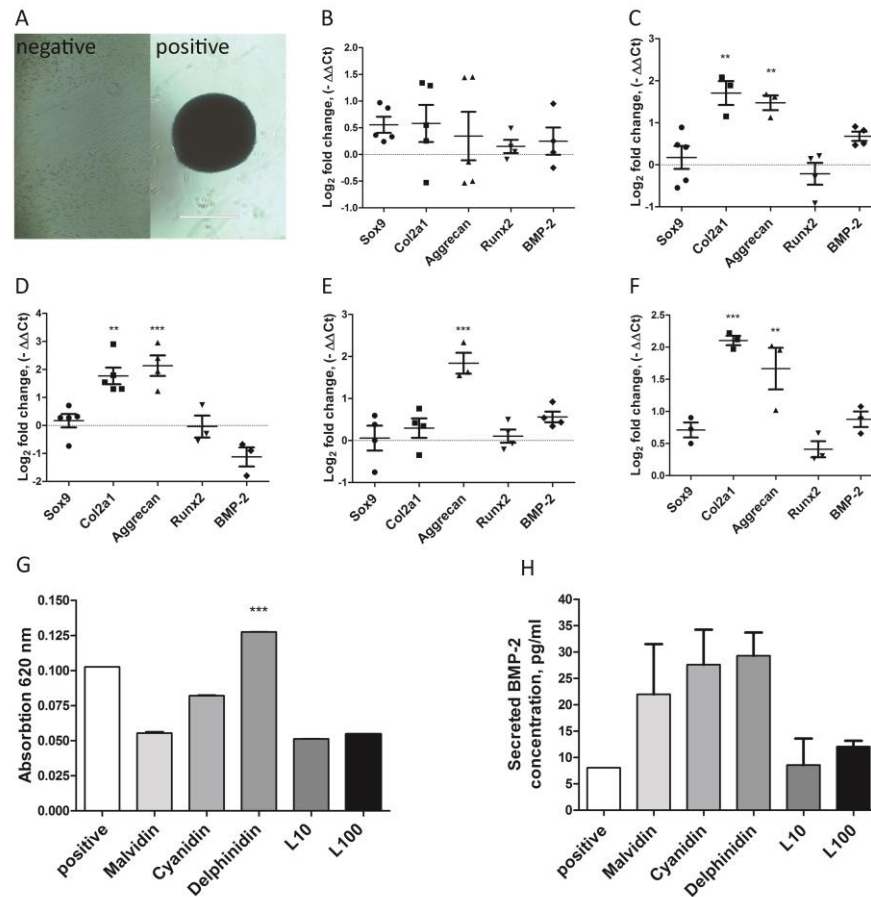 A
negative
positive
B
Log2 fold change, (- ΔΔCt)
2.0
1.5
1.0
0.5
0.0
0.5
1.0
Sox9
Col2a1
Aggrecan
Runx2
BMP-2
C
Log2 fold change, (- ΔΔCt)
3
2
1
0
-1
**
**
Sox9
Col2a1
Aggrecan
Runx2
BMP-2
D
Log2 fold change, (- ΔΔCt)
4
3
2
1
0
-1
-2
**
***
Sox9
Col2a1
Aggrecan
Runx2
BMP-2
E
Log2 fold change, (- ΔΔCt)
3
2
1
0
-1
***
Sox9
Col2a1
Aggrecan
Runx2
BMP-2
F
Log2 fold change, (- ΔΔCt)
2.5
2.0
1.5
1.0
0.5
0.0
***
**
Sox9
Col2a1
Aggrecan
Runx2
BMP-2
G
Absorbtion 620 nm
0.150
0.125
0.100
0.075
0.050
0.025
0.000
***
positive
Malvidin
Cyanidin
Delphinidin
L10
L100
H
Secreted BMP-2
concentration, pg/ml
40
35
30
25
20
15
10
5
0
positive
Malvidin
Cyanidin
Delphinidin
L10
L100